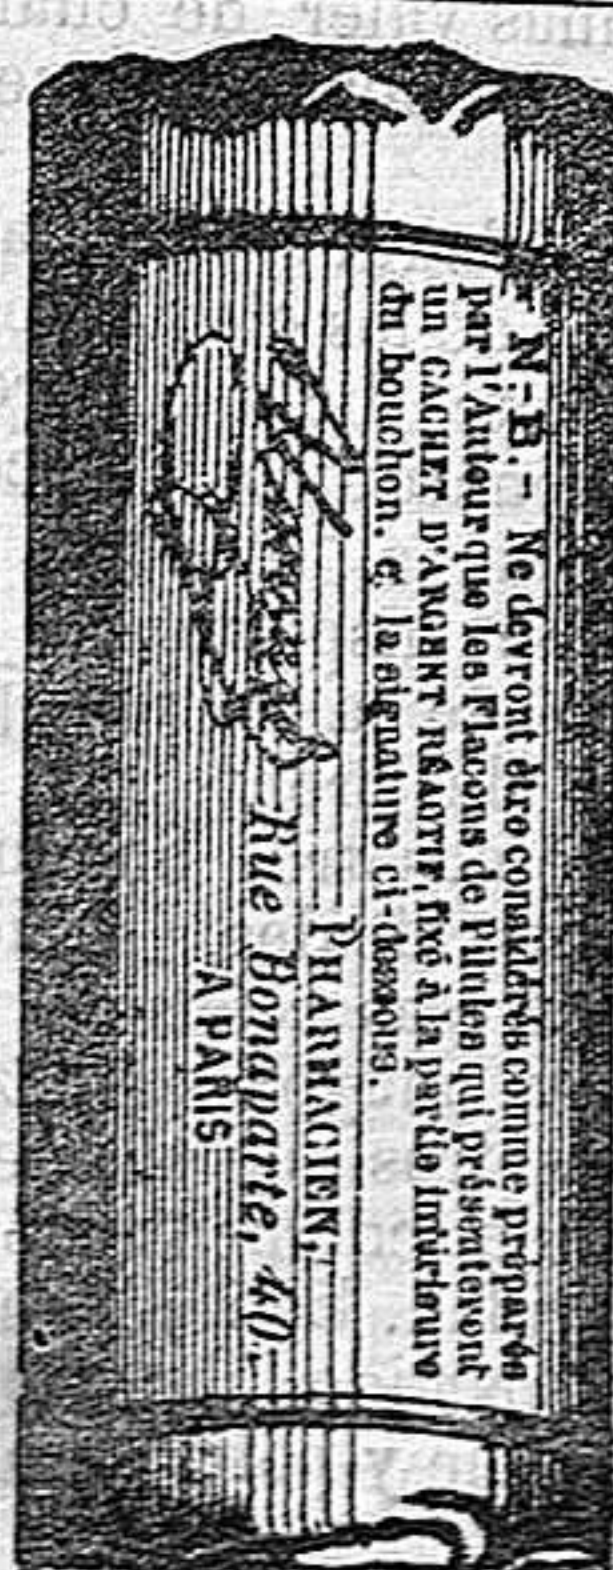 N.-B. - Ne devront être considérés comme préparés
par l'Auteur que les Flacons de Pilules qui présenteront
un CACHET D'ARGENT RÉACTIF, fixé à la partie inférieure
du bouchon, et la signature ci-dessous.
PHARMACIEN,
Rue Bonaparte, 40.
A PARIS